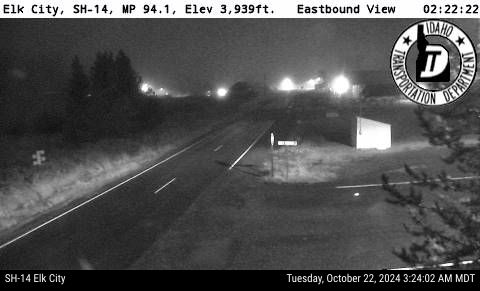 Elk City, SH-14, MP 94.1, Elev 3,939ft. Eastbound View 02:22:22
IDAHO
TRANSPORTATION DEPARTMENT
SH-14 Elk City Tuesday, October 22, 2024 3:24:02 AM MDT